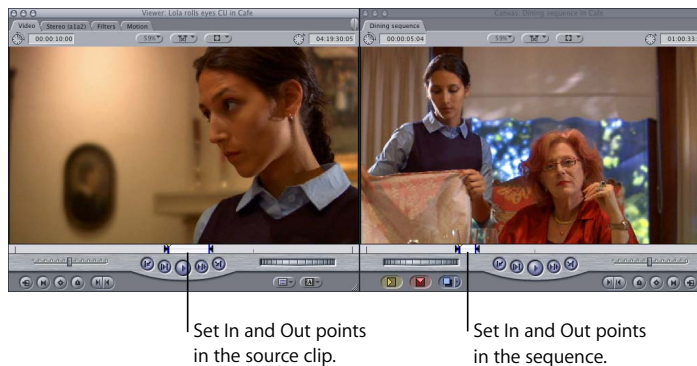 Viewer: Lola rolls eyes CU in Cafe
Canvas: Dining sequence in Cafe
Video Stereo (a1a2) Filters Motion
Dining sequence
00:00:10:00 59% 04:19:30:05
00:00:05:04 59% 01:00:33:
Set In and Out points
in the source clip.
Set In and Out points
in the sequence.